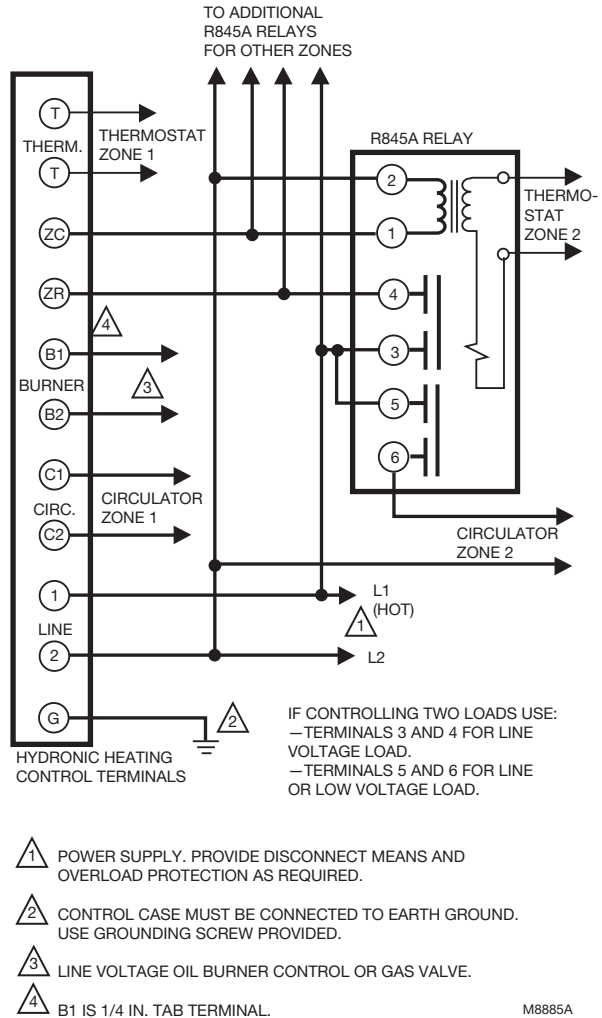 TO ADDITIONAL
R845A RELAYS
FOR OTHER ZONES
T
THERM.
T
THERMOSTAT
ZONE 1
ZC
ZR
4
B1
BURNER
3
B2
C1
CIRC.
C2
CIRCULATOR
ZONE 1
1
LINE
2
G
2
HYDRONIC HEATING
CONTROL TERMINALS
R845A RELAY
2
1
4
3
5
6
THERMO-
STAT
ZONE 2
CIRCULATOR
ZONE 2
L1
(HOT)
1
L2
IF CONTROLLING TWO LOADS USE:
—TERMINALS 3 AND 4 FOR LINE
VOLTAGE LOAD.
—TERMINALS 5 AND 6 FOR LINE
OR LOW VOLTAGE LOAD.
1 POWER SUPPLY. PROVIDE DISCONNECT MEANS AND
OVERLOAD PROTECTION AS REQUIRED.
2 CONTROL CASE MUST BE CONNECTED TO EARTH GROUND.
USE GROUNDING SCREW PROVIDED.
3 LINE VOLTAGE OIL BURNER CONTROL OR GAS VALVE.
4 B1 IS 1/4 IN. TAB TERMINAL.
M8885A